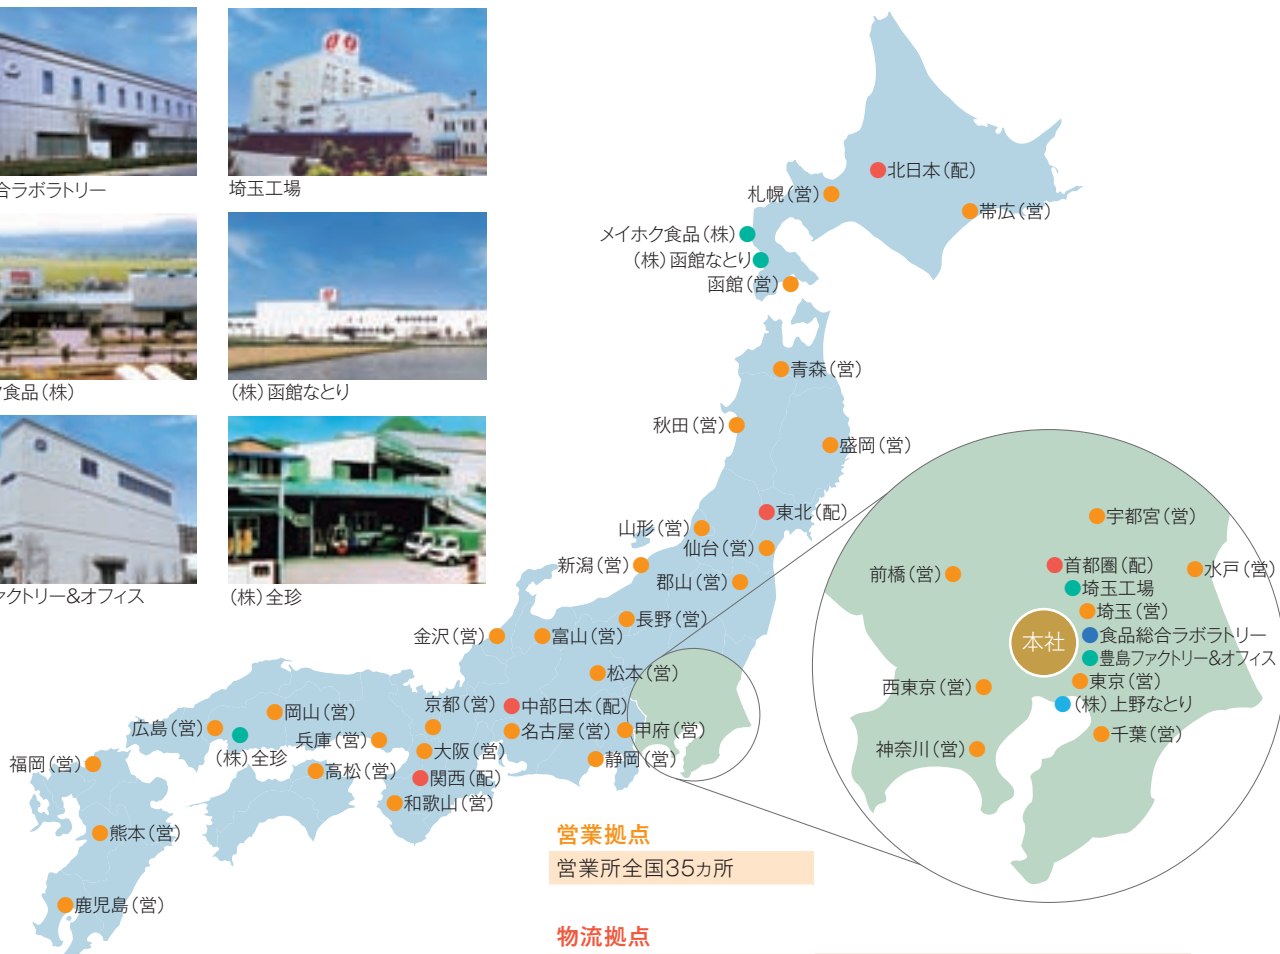 合ラボラトリー
埼玉工場
食品(株)
(株)函館なとり
ァクトリー&オフィス
(株)全珍
北日本(配)
札幌(営)
帯広(営)
メイホク食品(株)
(株)函館なとり
函館(営)
青森(営)
秋田(営)
盛岡(営)
東北(配)
山形(営)
仙台(営)
新潟(営)
郡山(営)
長野(営)
金沢(営)
富山(営)
松本(営)
京都(営)
中部日本(配)
岡山(営)
広島(営)
兵庫(営)
名古屋(営)
甲府(営)
(株)全珍
大阪(営)
静岡(営)
福岡(営)
高松(営)
関西(配)
和歌山(営)
熊本(営)
鹿児島(営)
宇都宮(営)
首都圏(配)
水戸(営)
前橋(営)
埼玉工場
埼玉(営)
本社
食品総合ラボラトリー
豊島ファクトリー&オフィス
西東京(営)
東京(営)
(株)上野なとり
千葉(営)
神奈川(営)
営業拠点
営業所全国35ヵ所
物流拠点